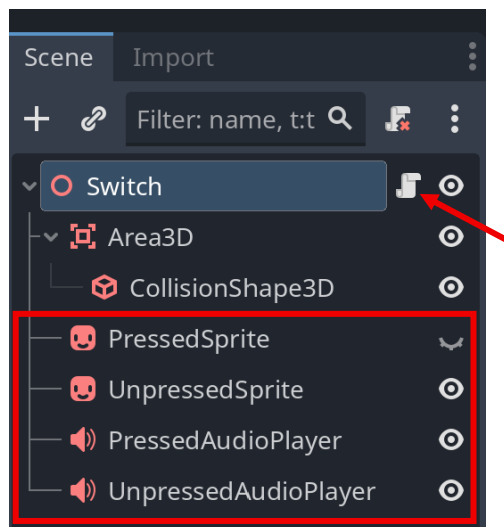 Scene Import
Filter: name, t:t
Switch
Area3D
CollisionShape3D
PressedSprite
UnpressedSprite
PressedAudioPlayer
UnpressedAudioPlayer